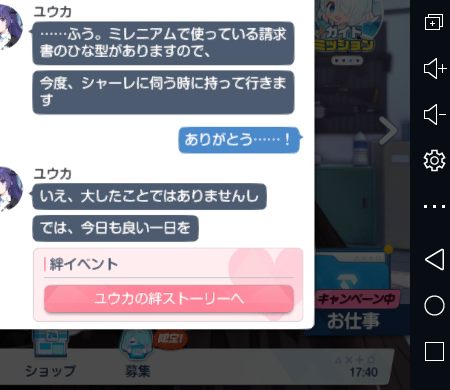 ユウカ
……ふう。ミレニアムで使っている請求
書のひな型がありますので、
今度、シャーレに伺う時に持って行きま
す
ありがとう……！
ユウカ
いえ、大したことではありませんし
では、今日も良い一日を
絆イベント
ユウカの絆ストーリーへ
ガイド
ミッション
キャンペーン中
お仕事
限定!
ショップ
募集
17:40